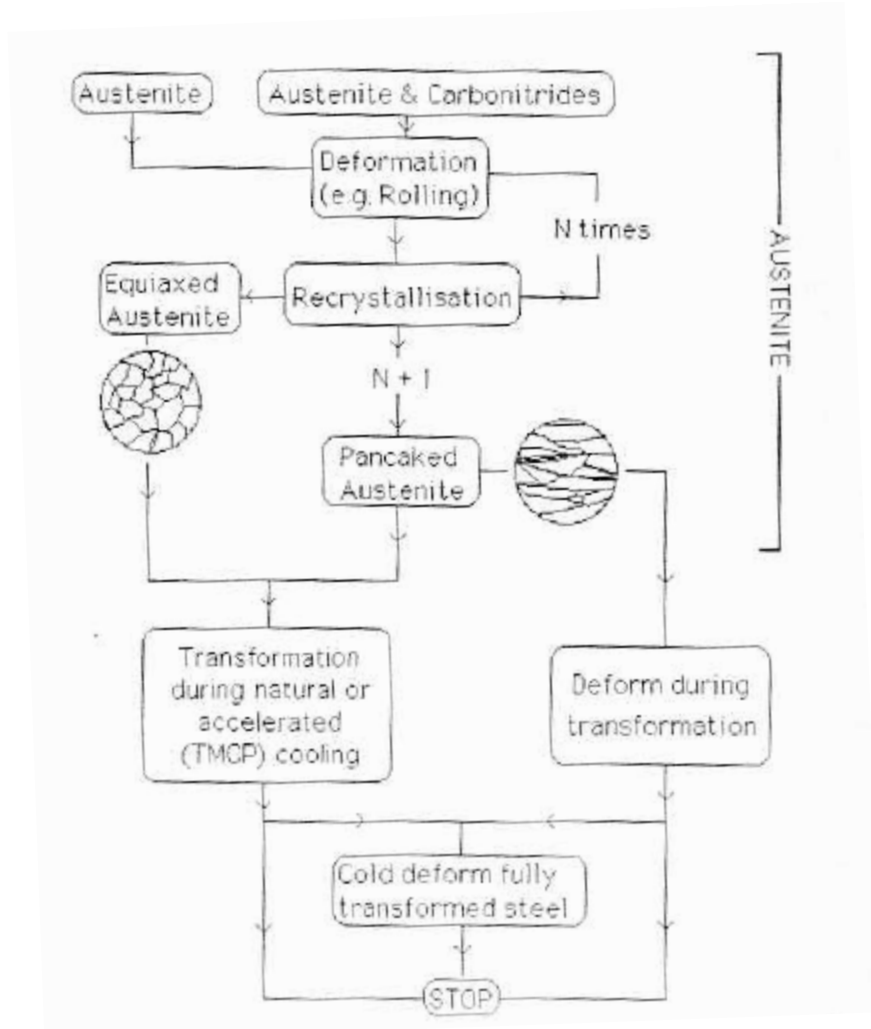 Austenite
Austenite & Carbonitrides
Deformation
(e.g. Rolling)
N times
Equiaxed
Austenite
Recrystallisation
N + 1
Pancaked
Austenite
AUSTENITE
Transformation
during natural or
accelerated
(TMCP) cooling
Deform during
transformation
Cold deform fully
transformed steel
STOP